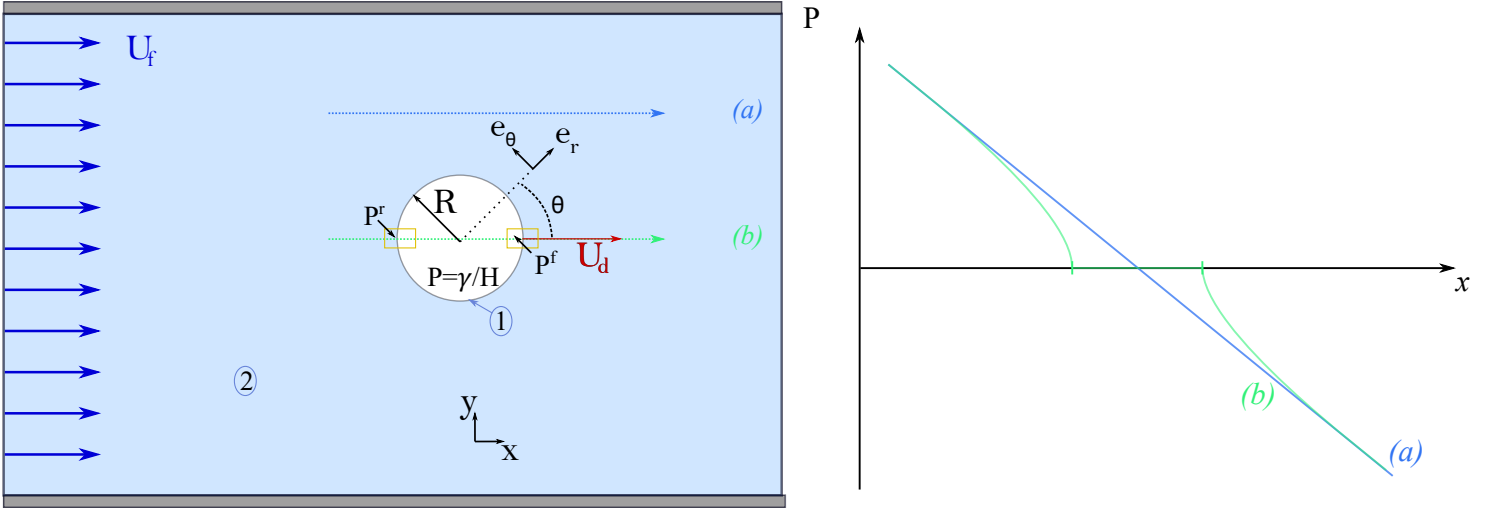 U_f
(a)
e_θ
e_r
R
θ
P^r
(b)
P^f
U_d
P=γ/H
1
2
y
x
P
x
(b)
(a)